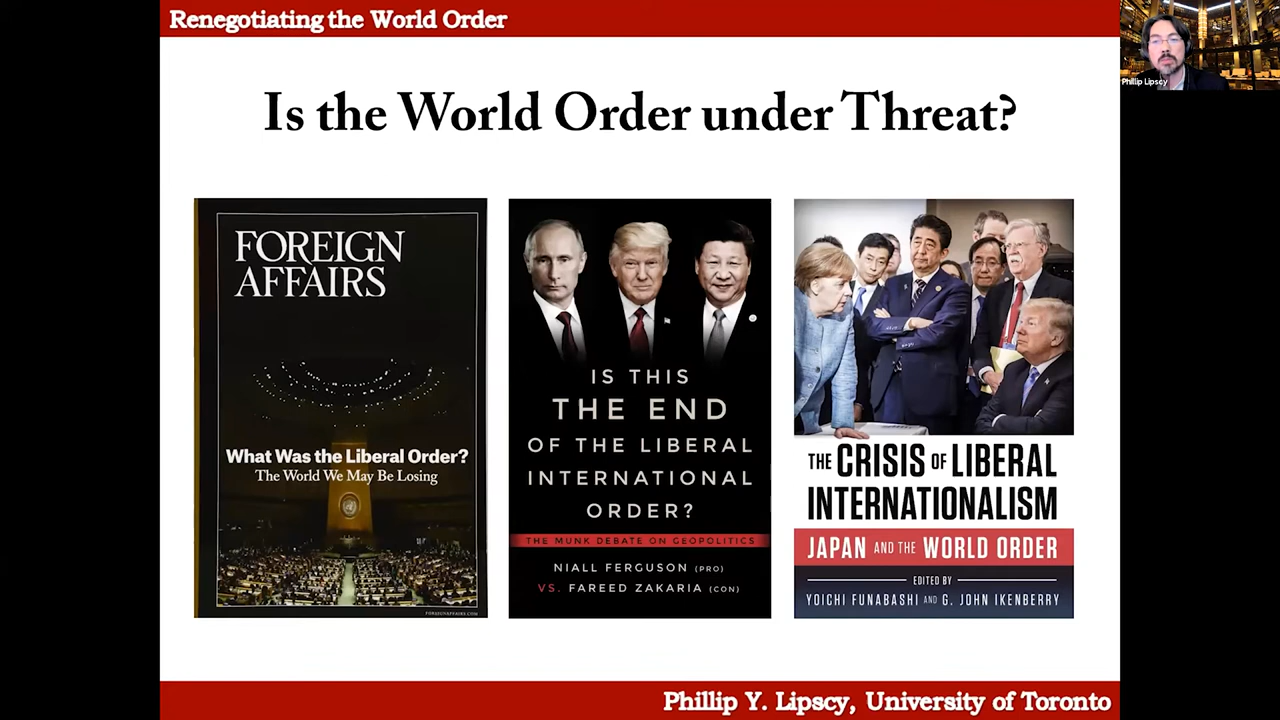 Renegotiating the World Order
Phillip Lipscy
Is the World Order under Threat?
FOREIGN
AFFAIRS
What Was the Liberal Order?
The World We May Be Losing
FOREIGNAFFAIRS.COM
IS THIS
THE END
OF THE LIBERAL
INTERNATIONAL
ORDER?
THE MUNK DEBATE ON GEOPOLITICS
NIALL FERGUSON (PRO)
VS. FAREED ZAKARIA (CON)
THE CRISIS OF LIBERAL
INTERNATIONALISM
JAPAN AND THE WORLD ORDER
EDITED BY
YOICHI FUNABASHI AND G. JOHN IKENBERRY
Phillip Y. Lipscy, University of Toronto